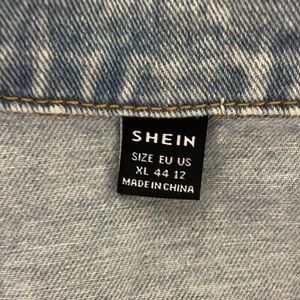 SHEIN
SIZE EU US
XL 44 12
MADE IN CHINA